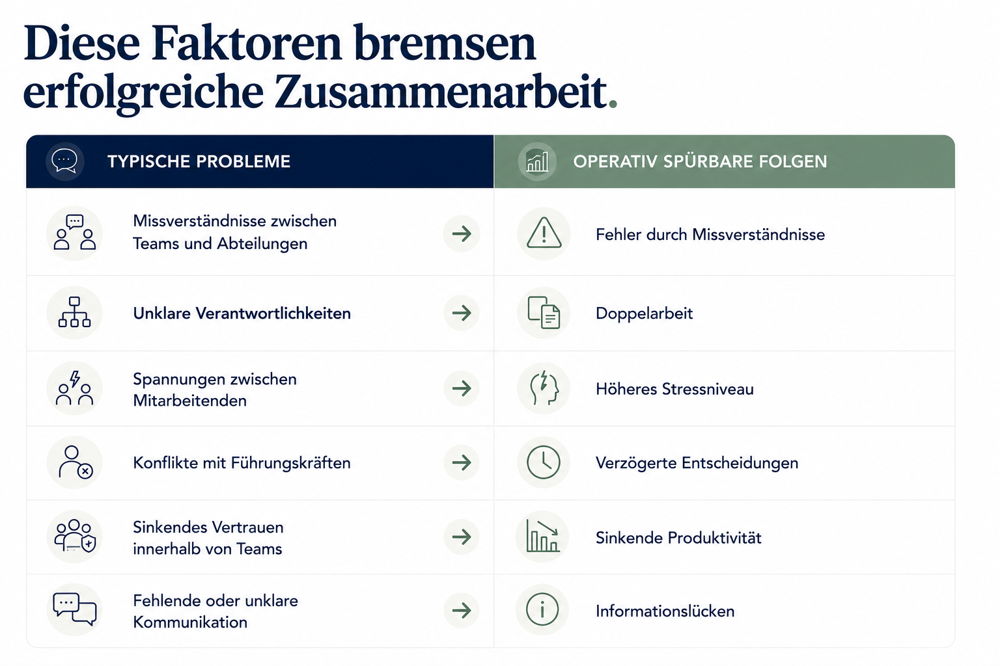 Diese Faktoren bremsen
erfolgreiche Zusammenarbeit.
TYPISCHE PROBLEME
OPERATIV SPÜRBARE FOLGEN
Missverständnisse zwischen
Teams und Abteilungen
Fehler durch Missverständnisse
Unklare Verantwortlichkeiten
Doppelarbeit
Spannungen zwischen
Mitarbeitenden
Höheres Stressniveau
Konflikte mit Führungskräften
Verzögerte Entscheidungen
Sinkendes Vertrauen
innerhalb von Teams
Sinkende Produktivität
Fehlende oder unklare
Kommunikation
Informationslücken